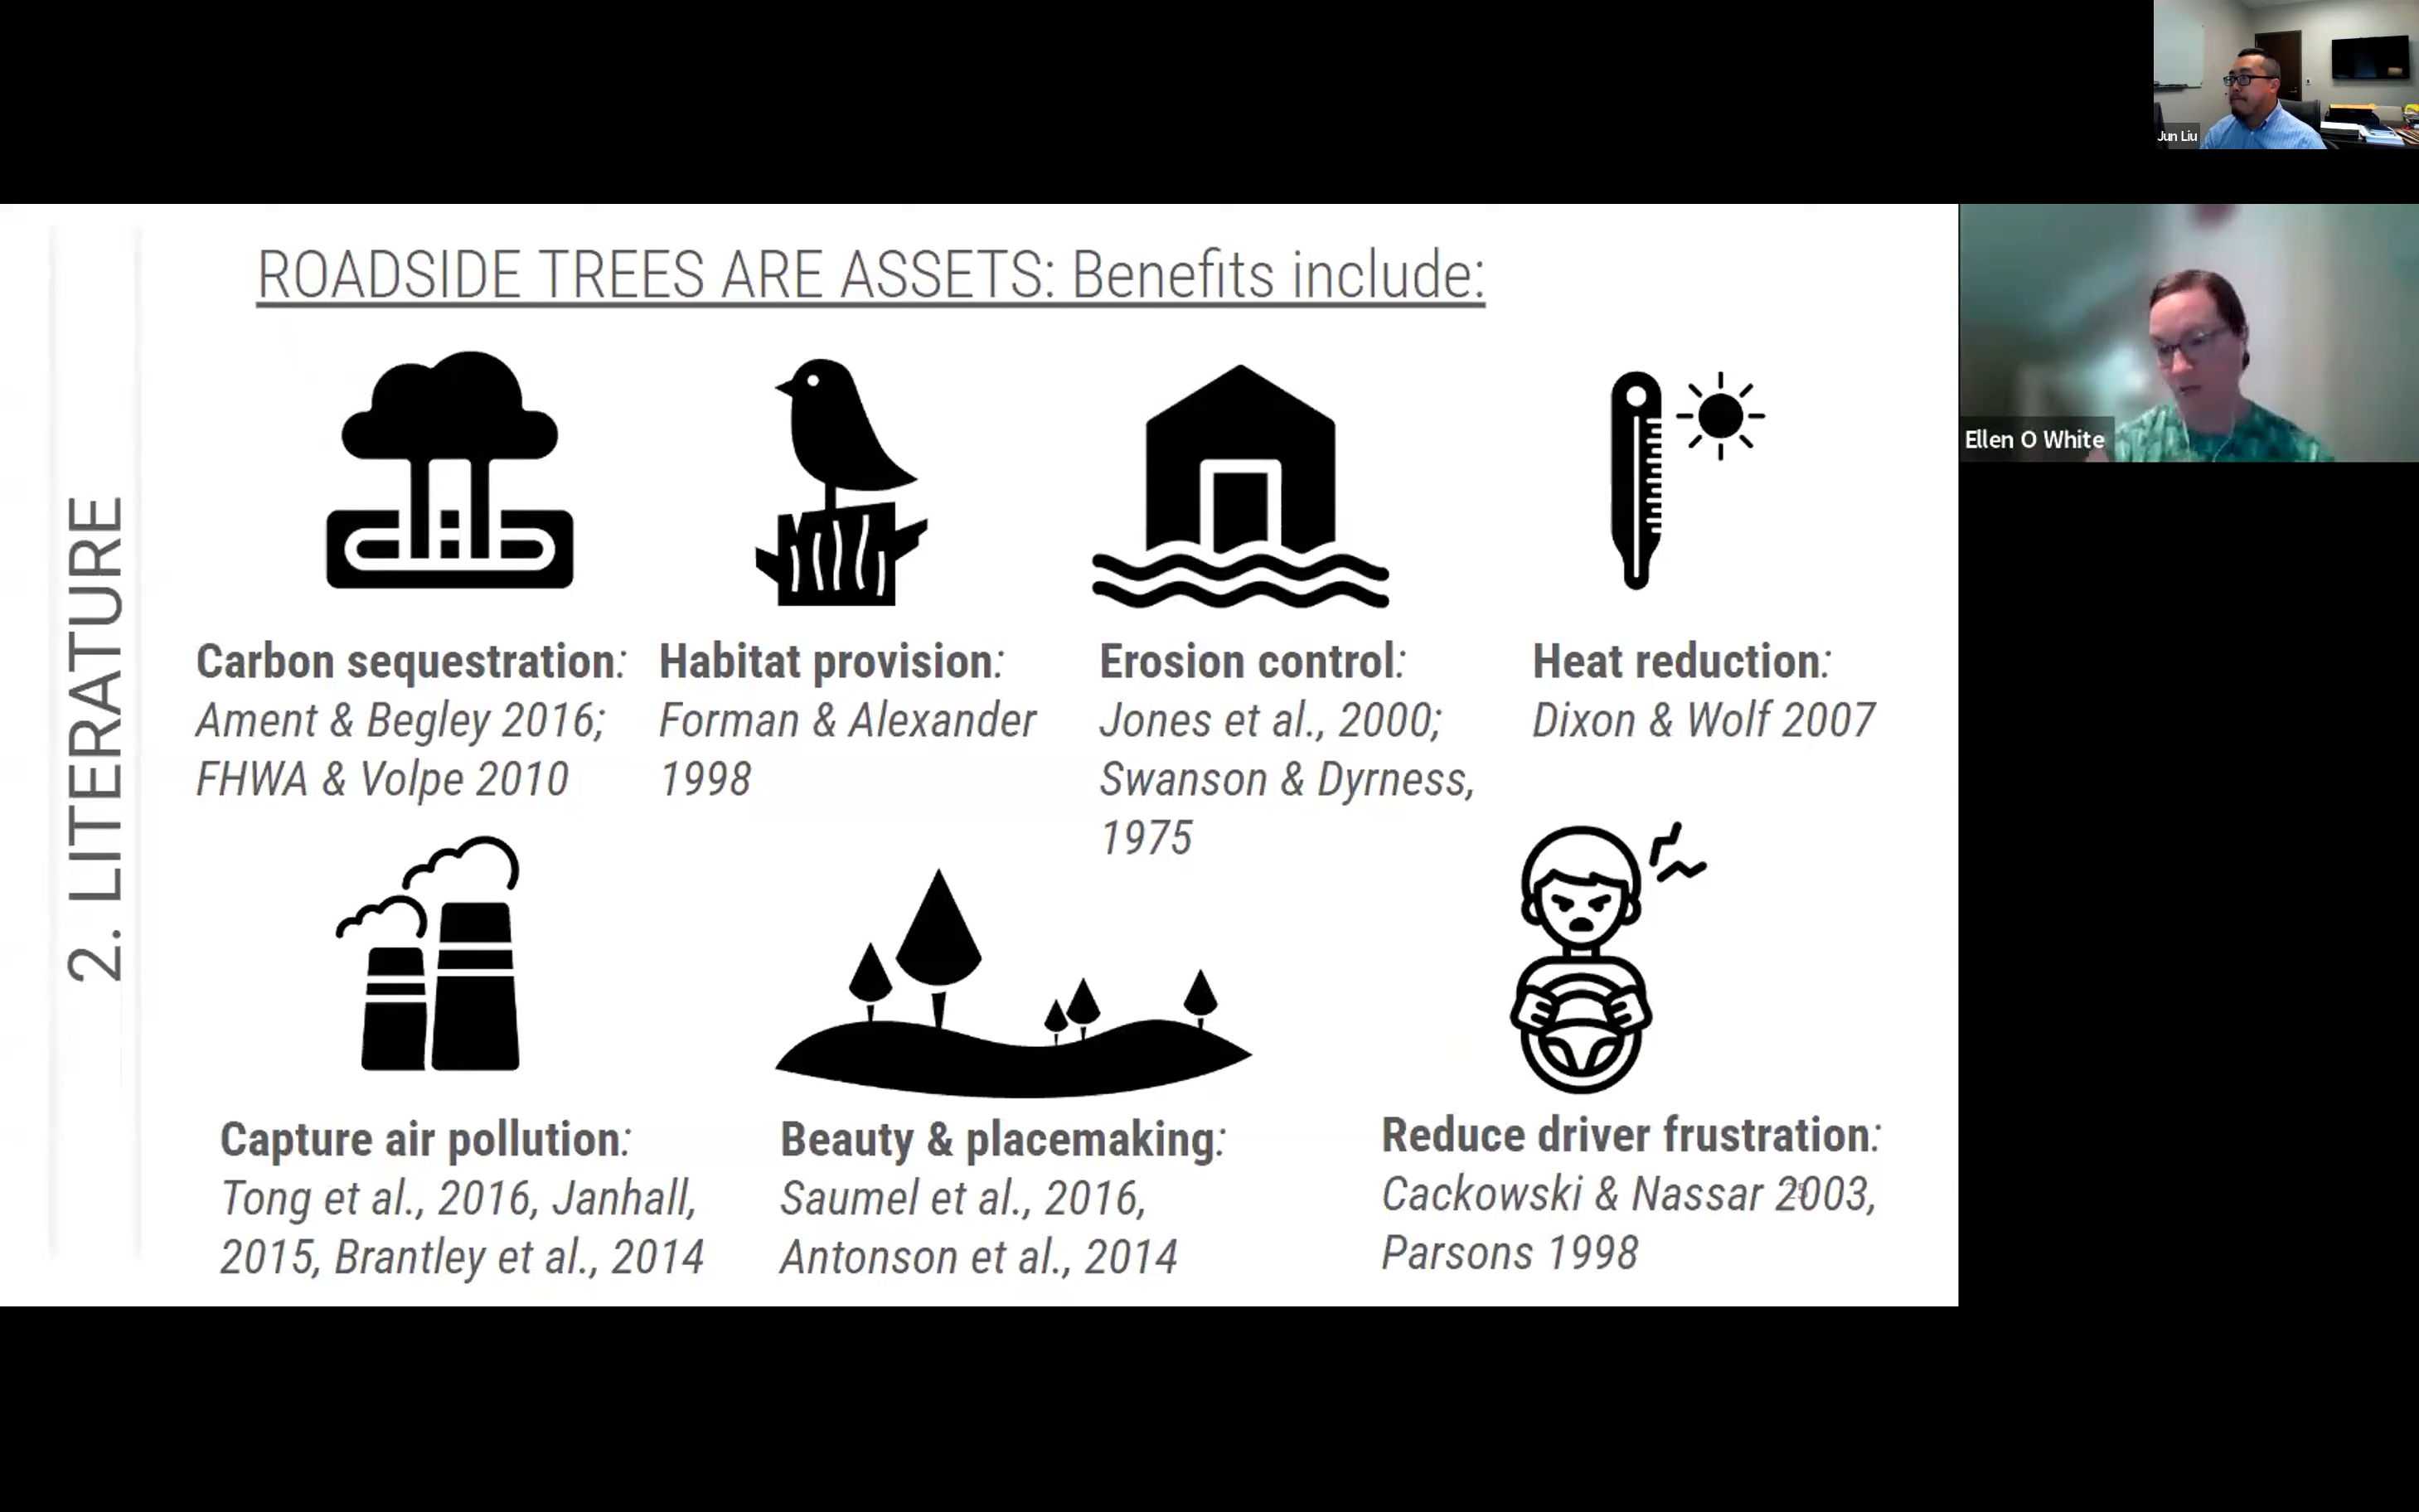 Jun Liu
Ellen O White
2. LITERATURE
ROADSIDE TREES ARE ASSETS: Benefits include:
Carbon sequestration:
Ament & Begley 2016;
FHWA & Volpe 2010
Habitat provision:
Forman & Alexander
1998
Erosion control:
Jones et al., 2000;
Swanson & Dyrness,
1975
Heat reduction:
Dixon & Wolf 2007
Capture air pollution:
Tong et al., 2016, Janhall,
2015, Brantley et al., 2014
Beauty & placemaking:
Saumel et al., 2016,
Antonson et al., 2014
Reduce driver frustration:
Cackowski & Nassar 2003,
Parsons 1998